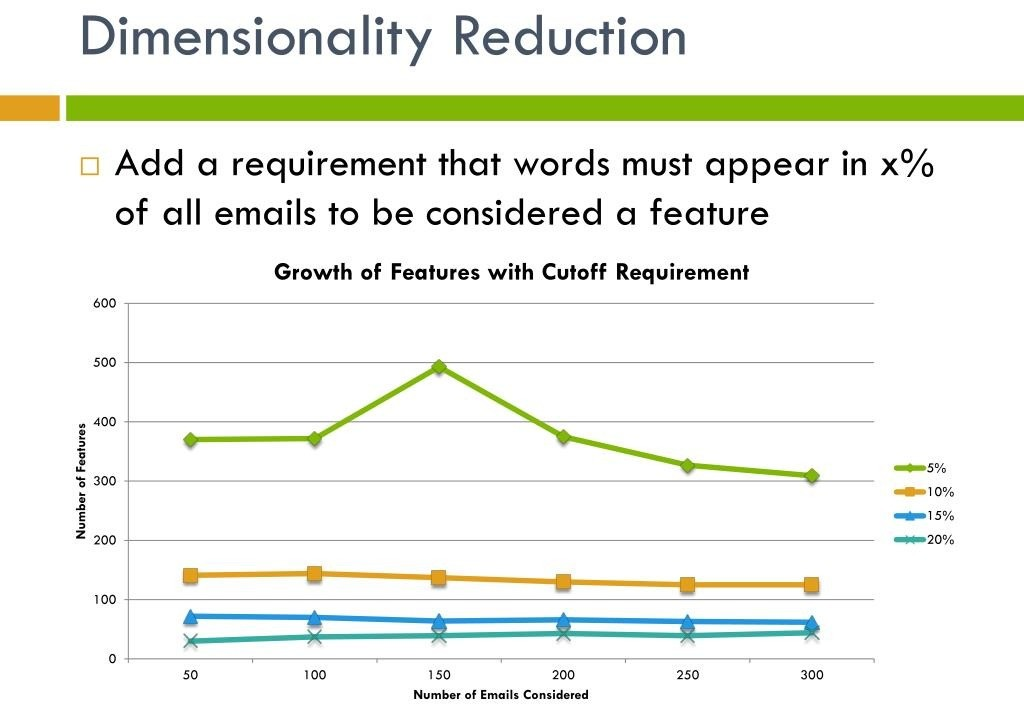 Dimensionality Reduction
Add a requirement that words must appear in x%
of all emails to be considered a feature
Growth of Features with Cutoff Requirement
600
500
400
300
200
100
0
Number of Features
50 100 150 200 250 300
Number of Emails Considered
5%
10%
15%
20%